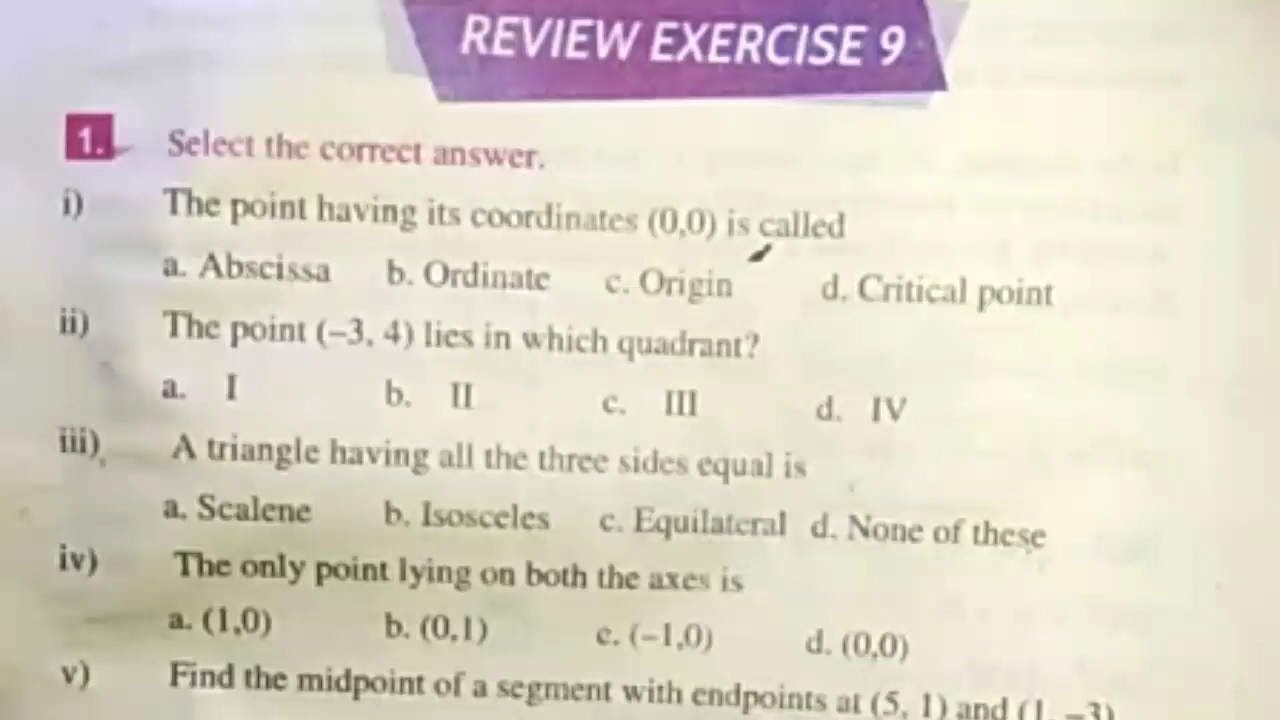 REVIEW EXERCISE 9
1. Select the correct answer.
i) The point having its coordinates (0,0) is called
a. Abscissa b. Ordinate c. Origin d. Critical point
ii) The point (−3, 4) lies in which quadrant?
a. I b. II c. III d. IV
iii) A triangle having all the three sides equal is
a. Scalene b. Isosceles c. Equilateral d. None of these
iv) The only point lying on both the axes is
a. (1,0) b. (0,1) c. (−1,0) d. (0,0)
v) Find the midpoint of a segment with endpoints at (5, 1) and (1, −3)